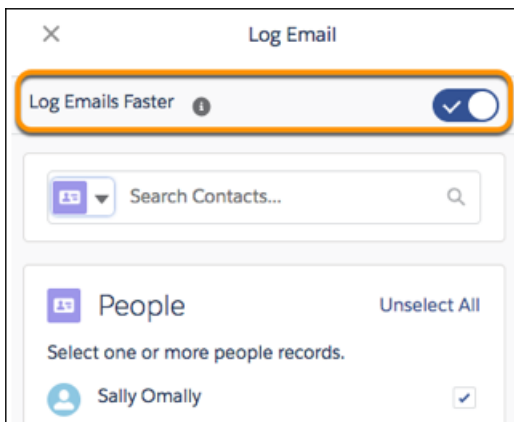 Log Email
Log Emails Faster
Search Contacts...
People
Unselect All
Select one or more people records.
Sally Omally